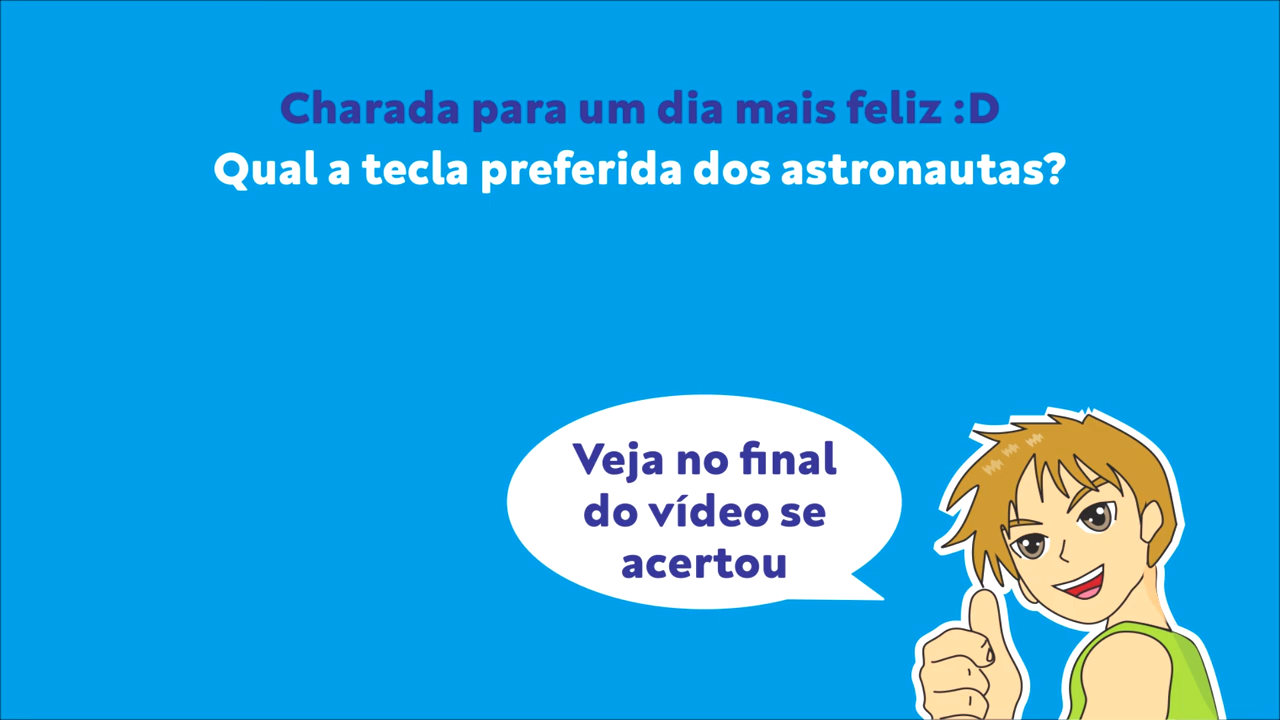 Charada para um dia mais feliz :D
Qual a tecla preferida dos astronautas?
Veja no final
do vídeo se
acertou